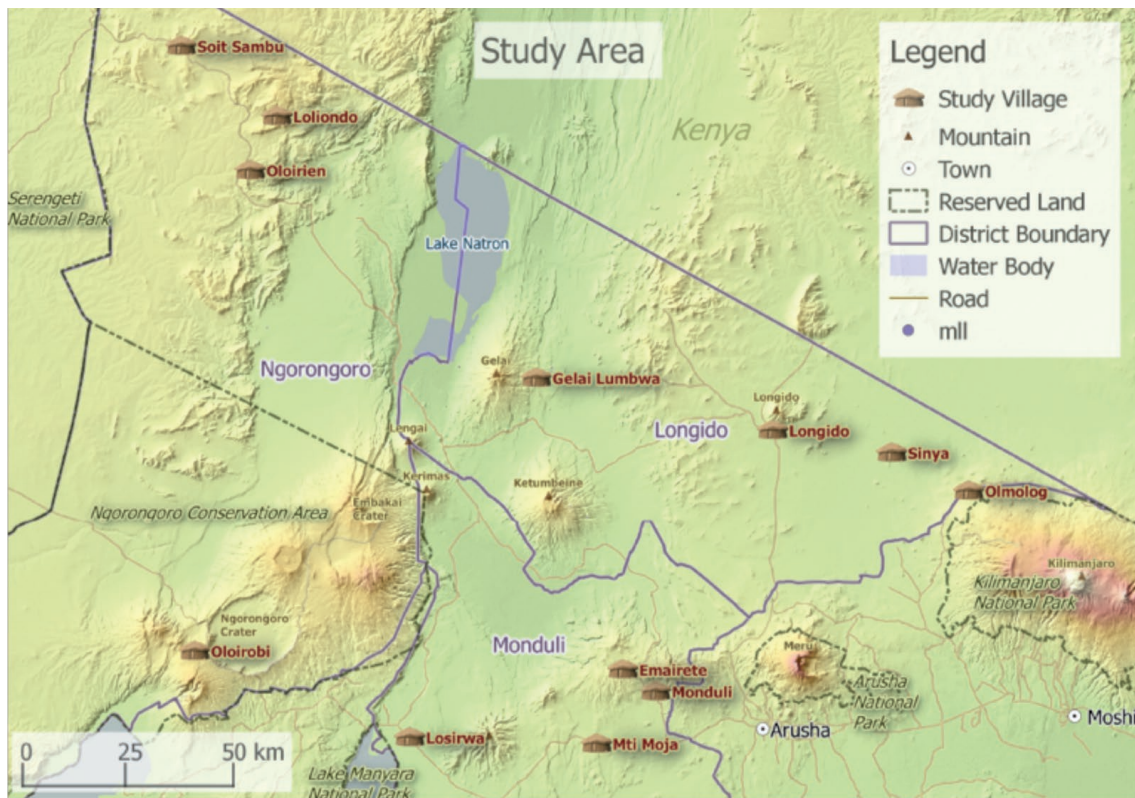 Study Area
Legend
Study Village
Mountain
Town
Reserved Land
District Boundary
Water Body
Road
mll
Soit Sambu
Loliondo
Oloirien
Kenya
Serengeti
National Park
Lake Natron
Ngorongoro
Gelai
Gelai Lumbwa
Longido
Longido
Longido
Lengai
Sinya
Kerimas
Ketumbeine
Olmolog
Embakai
Crater
Ngorongoro Conservation Area
Kilimanjaro
Kilimanjaro
National Park
Ngorongoro
Crater
Oloirobi
Monduli
Meru
Emairete
Monduli
Arusha
National
Park
Arusha
Moshi
Losirwa
Mti Moja
0 25 50 km
Lake Manyara
National Park